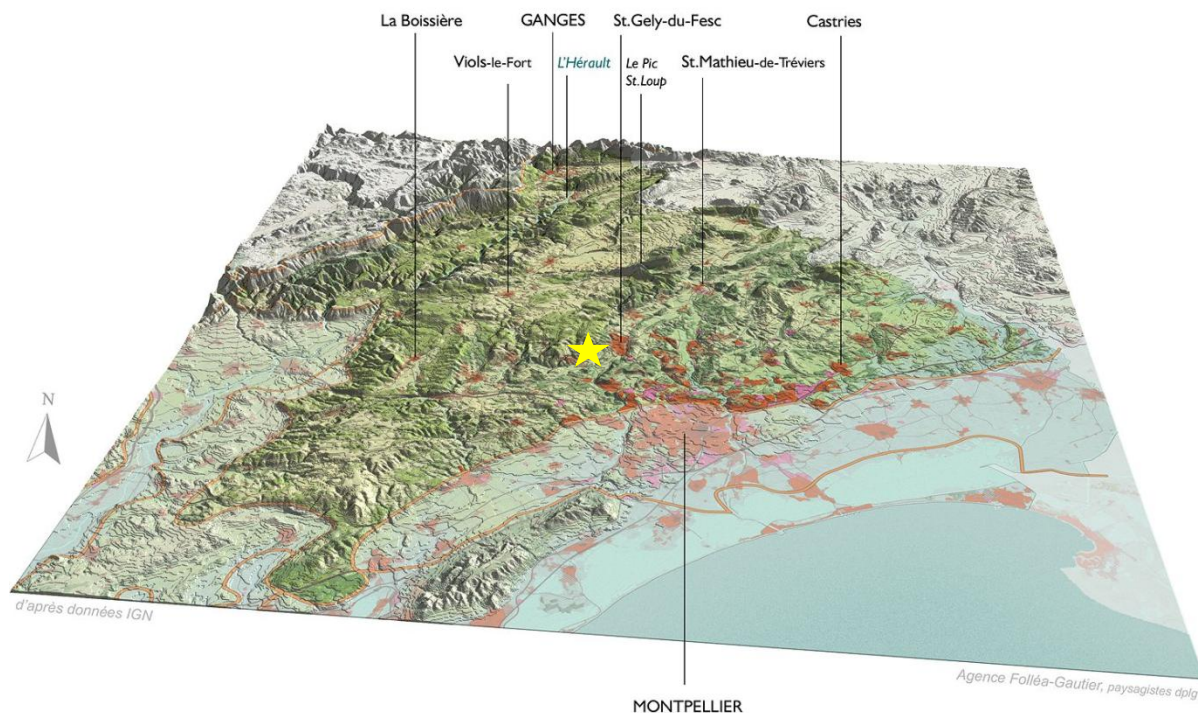 La Boissière
GANGES
St.Gely-du-Fesc
Castries
Viols-le-Fort
L'Hérault
Le Pic
St.Loup
St.Mathieu-de-Tréviers
N
d'après données IGN
Agence Folléa-Gautier, paysagistes dplg
MONTPELLIER